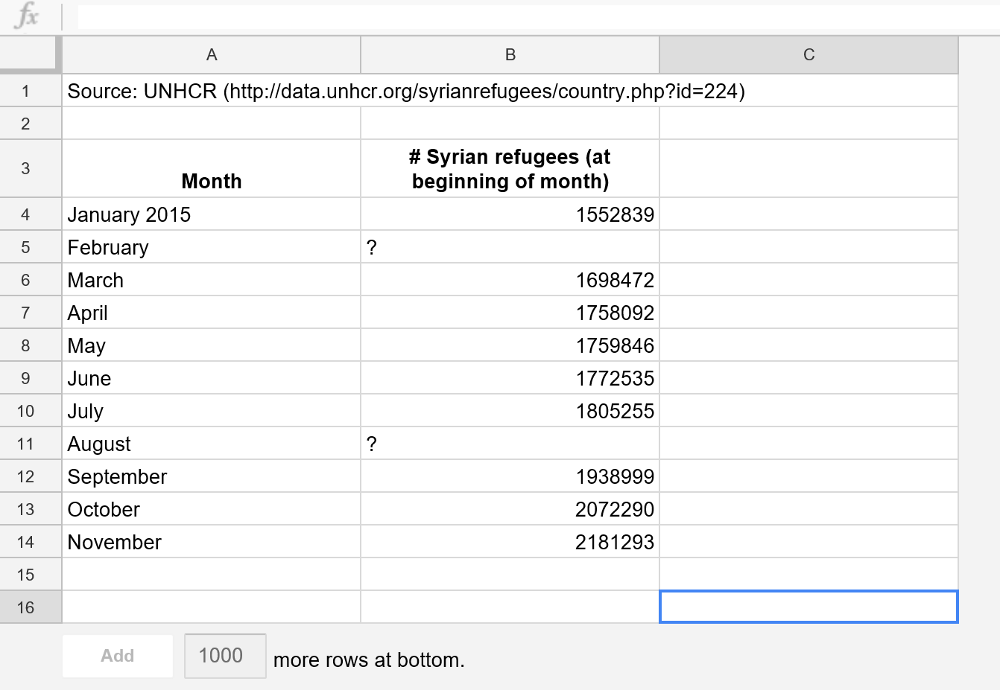 fx
A B C
1 Source: UNHCR (http://data.unhcr.org/syrianrefugees/country.php?id=224)
2
3 Month # Syrian refugees (at
beginning of month)
4 January 2015 1552839
5 February ?
6 March 1698472
7 April 1758092
8 May 1759846
9 June 1772535
10 July 1805255
11 August ?
12 September 1938999
13 October 2072290
14 November 2181293
15
16
Add 1000 more rows at bottom.